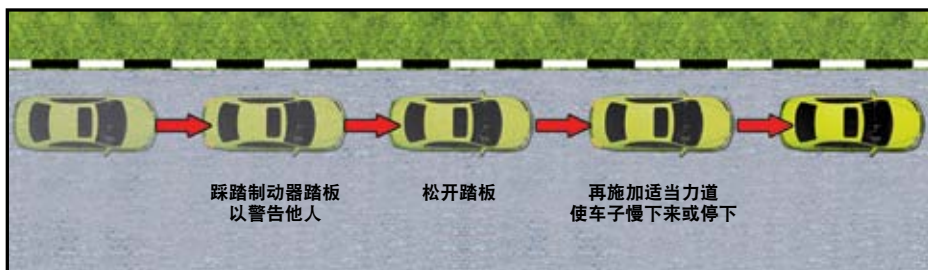 踩踏制动器踏板
以警告他人
松开踏板
再施加适当力道
使车子慢下来或停下